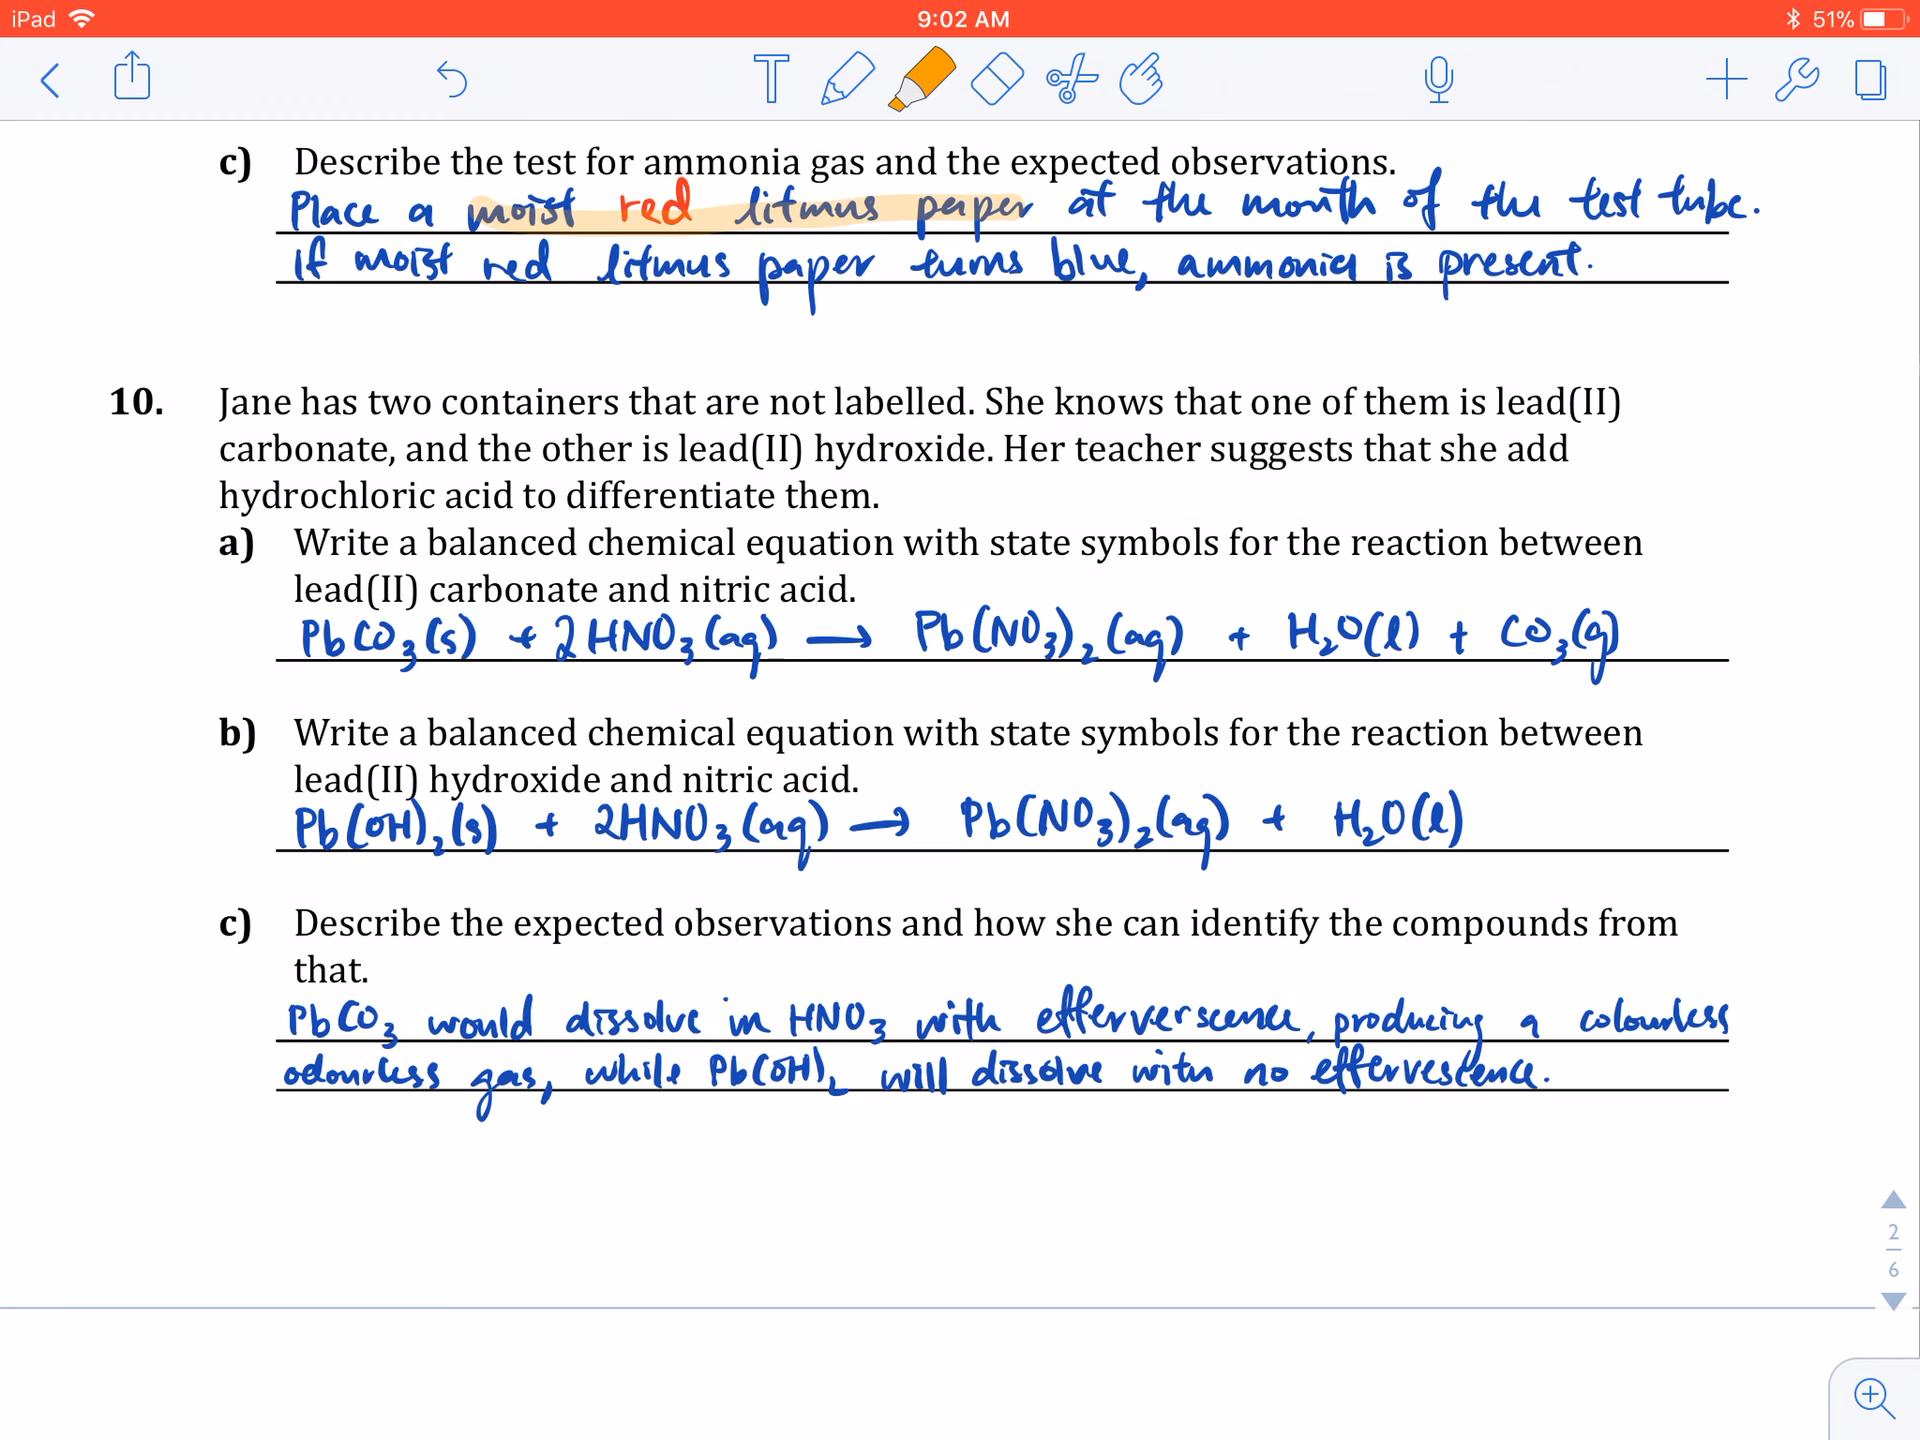 iPad 9:02 AM 51%
T
c) Describe the test for ammonia gas and the expected observations.
Place a moist red litmus paper at the mouth of the test tube.
If moist red litmus paper turns blue, ammonia is present.
10. Jane has two containers that are not labelled. She knows that one of them is lead(II)
carbonate, and the other is lead(II) hydroxide. Her teacher suggests that she add
hydrochloric acid to differentiate them.
a) Write a balanced chemical equation with state symbols for the reaction between
lead(II) carbonate and nitric acid.
PbCO₃(s) + 2HNO₃(aq) → Pb(NO₃)₂(aq) + H₂O(l) + CO₃(g)
b) Write a balanced chemical equation with state symbols for the reaction between
lead(II) hydroxide and nitric acid.
Pb(OH)₂(s) + 2HNO₃(aq) → Pb(NO₃)₂(aq) + H₂O(l)
c) Describe the expected observations and how she can identify the compounds from
that.
PbCO₃ would dissolve in HNO₃ with efferverscence, producing a colourless
odourless gas, while Pb(OH)₂ will dissolve with no effervescence.
2
6